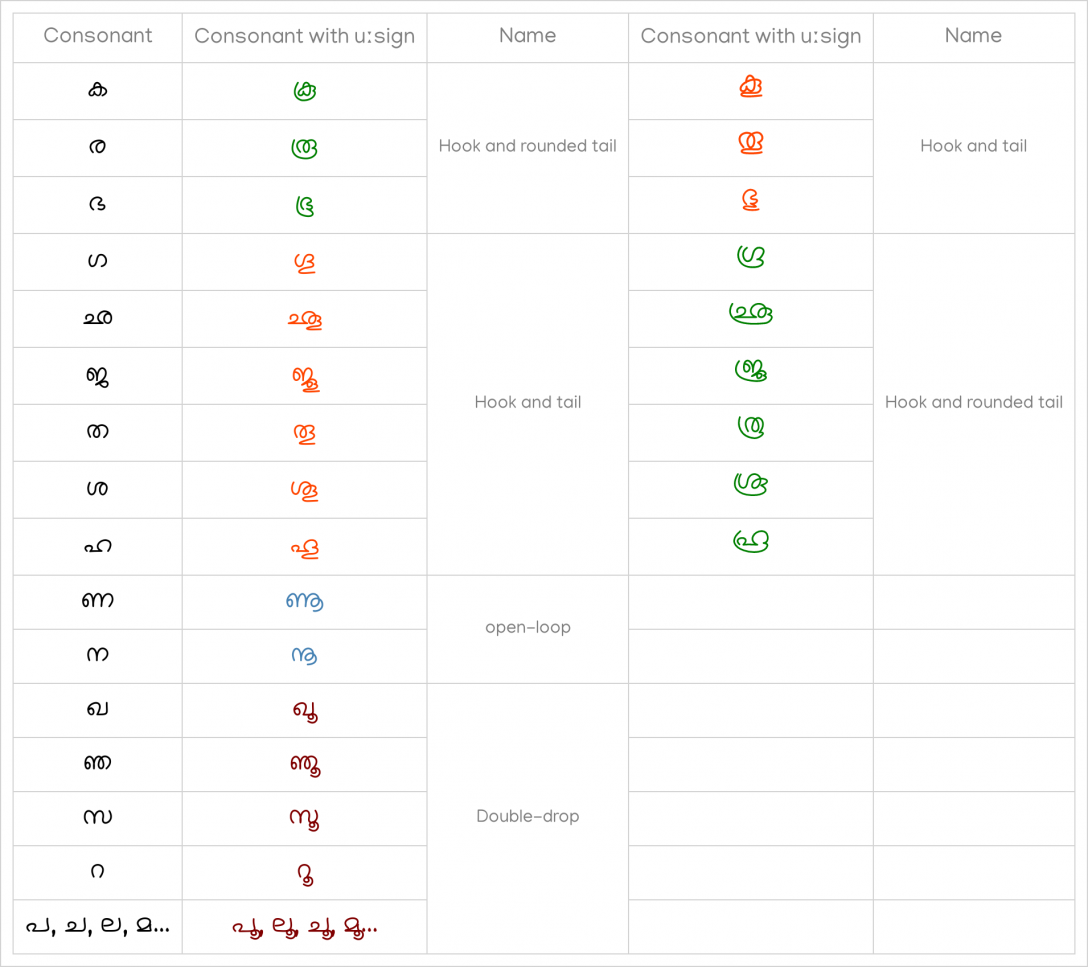 Consonant Consonant with u:sign Name Consonant with u:sign Name
ക കൂ Hook and rounded tail കൂ Hook and tail
ര രൂ രൂ
ഭ ഭൂ ഭൂ
ഗ ഗൂ Hook and tail ഗൂ Hook and rounded tail
ഛ ഛൂ ഛൂ
ജ ജൂ ജൂ
ത തൂ തൂ
ശ ശൂ ശൂ
ഹ ഹൂ ഹൂ
ണ ണൂ open-loop
ന നൂ
ഖ ഖൂ Double-drop
ഞ ഞൂ
സ സൂ
റ റൂ
പ, ച, ല, മ... പൂ, ലൂ, ചൂ, മൂ...